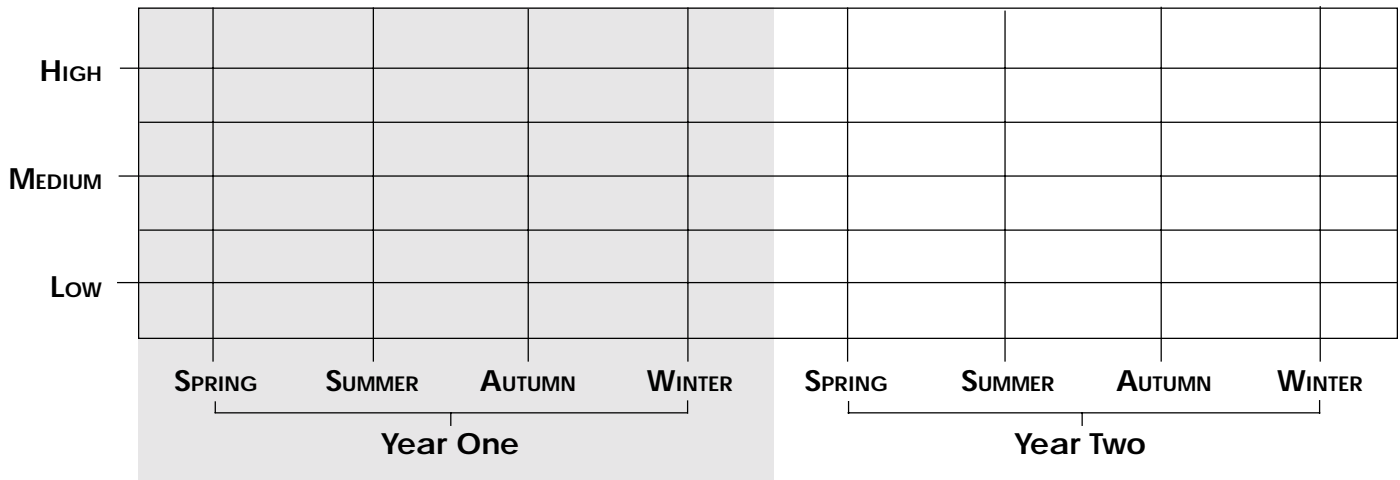 HIGH
MEDIUM
LOW
SPRING SUMMER AUTUMN WINTER SPRING SUMMER AUTUMN WINTER
Year One Year Two